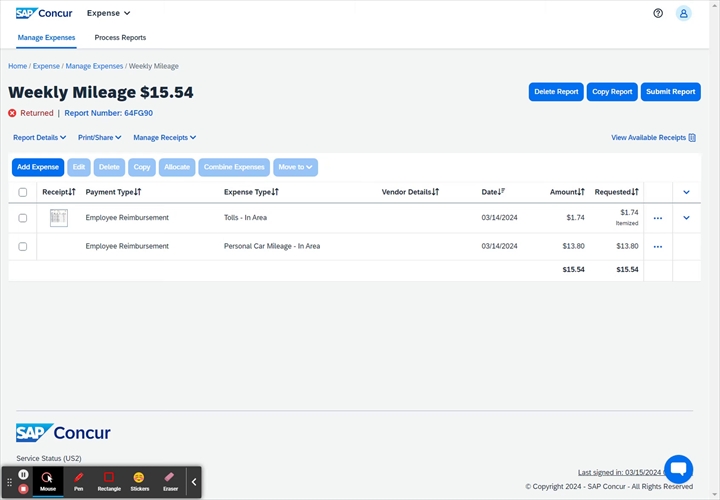 SAP Concur Expense
Manage Expenses Process Reports
Home / Expense / Manage Expenses / Weekly Mileage
Weekly Mileage $15.54
Delete Report Copy Report Submit Report
Returned | Report Number: 64FG90
Report Details Print/Share Manage Receipts View Available Receipts
Add Expense Edit Delete Copy Allocate Combine Expenses Move to
Receipt Payment Type Expense Type Vendor Details Date Amount Requested
Employee Reimbursement Tolls - In Area 03/14/2024 $1.74 $1.74
Itemized
Employee Reimbursement Personal Car Mileage - In Area 03/14/2024 $13.80 $13.80
$15.54 $15.54
SAP Concur
Service Status (US2)
Last signed in: 03/15/2024
© Copyright 2024 - SAP Concur - All Rights Reserved
Mouse Pen Rectangle Stickers Eraser